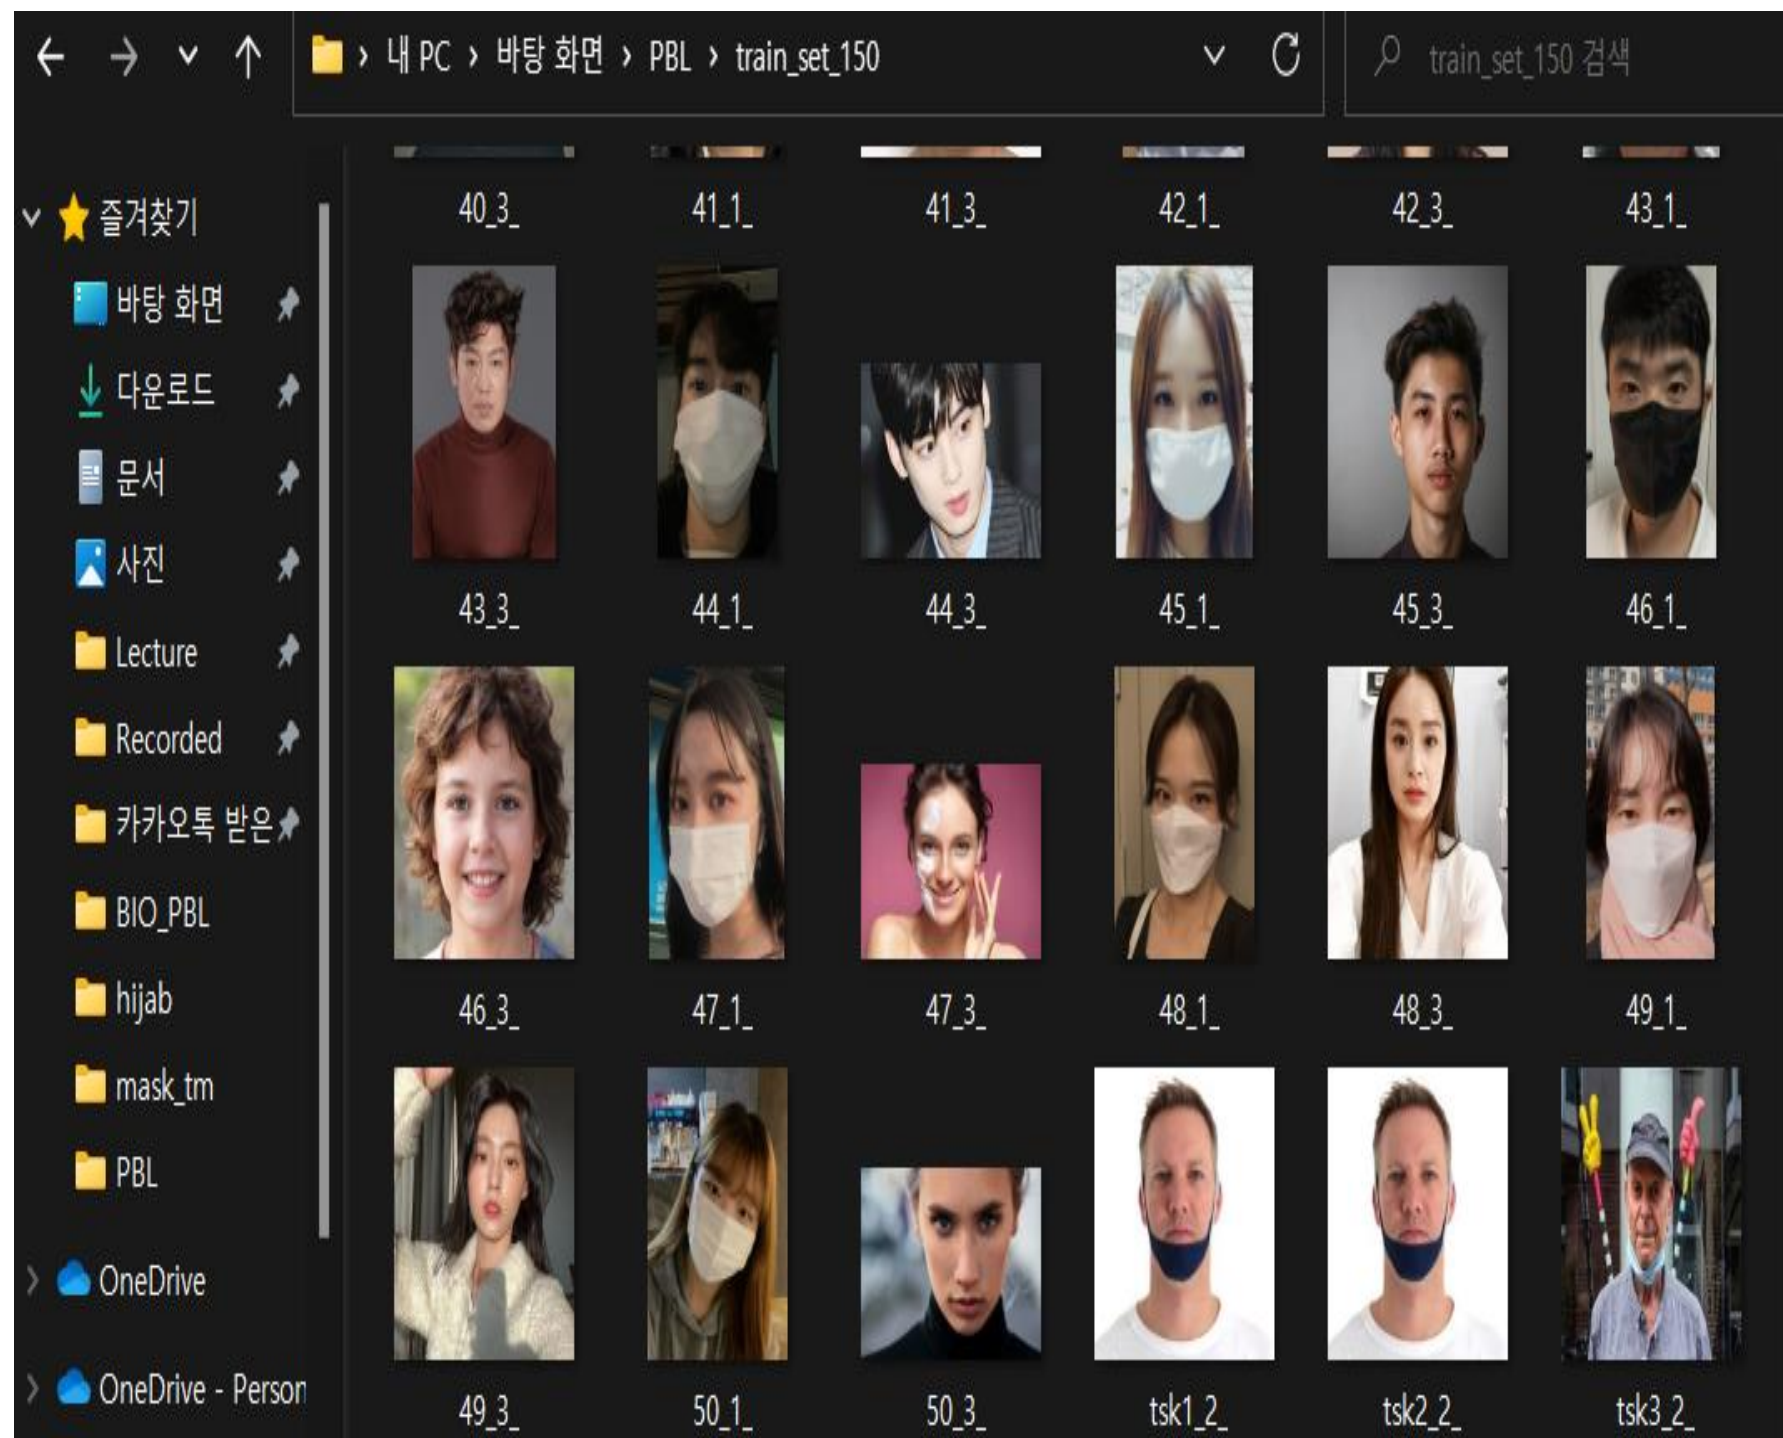 내 PC › 바탕 화면 › PBL › train_set_150
train_set_150 검색
즐겨찾기
바탕 화면
다운로드
문서
사진
Lecture
Recorded
카카오톡 받은
BIO_PBL
hijab
mask_tm
PBL
OneDrive
OneDrive - Person
40_3_ 41_1_ 41_3_ 42_1_ 42_3_ 43_1_
43_3_ 44_1_ 44_3_ 45_1_ 45_3_ 46_1_
46_3_ 47_1_ 47_3_ 48_1_ 48_3_ 49_1_
49_3_ 50_1_ 50_3_ tsk1_2_ tsk2_2_ tsk3_2_